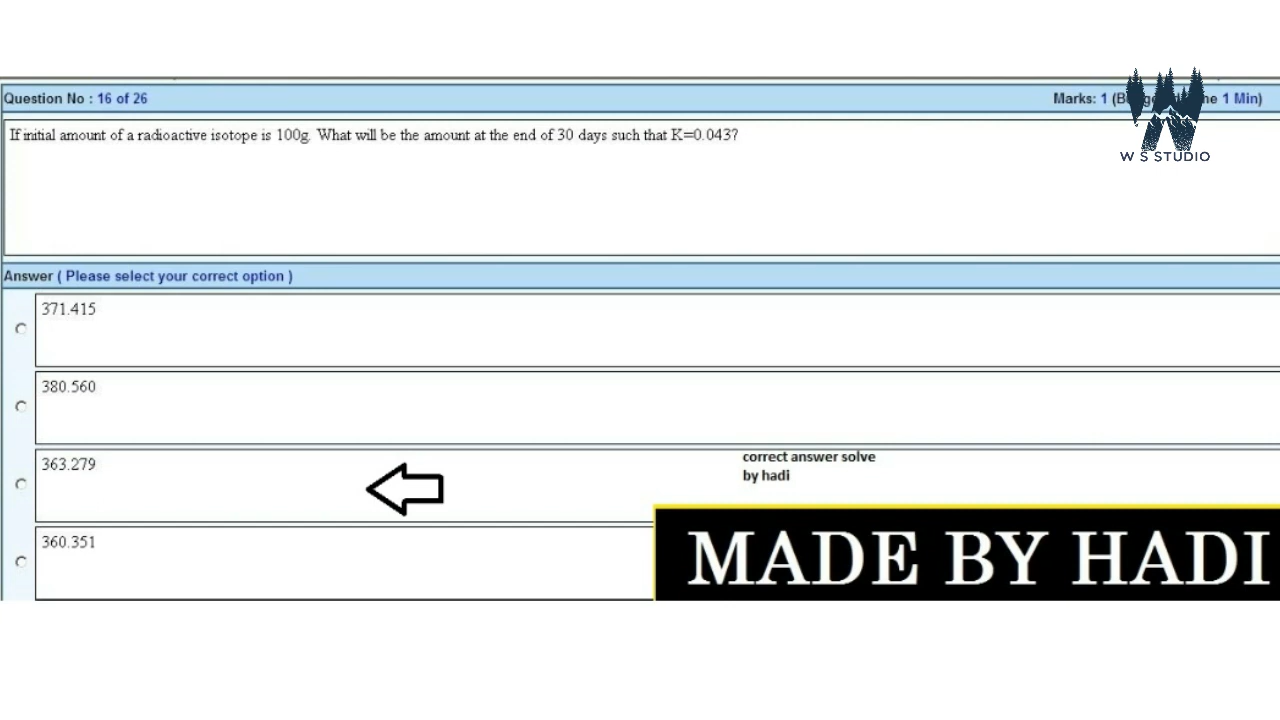 Question No : 16 of 26
Marks: 1 (B 1 Min)
W S STUDIO
If initial amount of a radioactive isotope is 100g. What will be the amount at the end of 30 days such that K=0.043?
Answer ( Please select your correct option )
371.415
380.560
363.279
correct answer solve
by hadi
360.351
MADE BY HADI